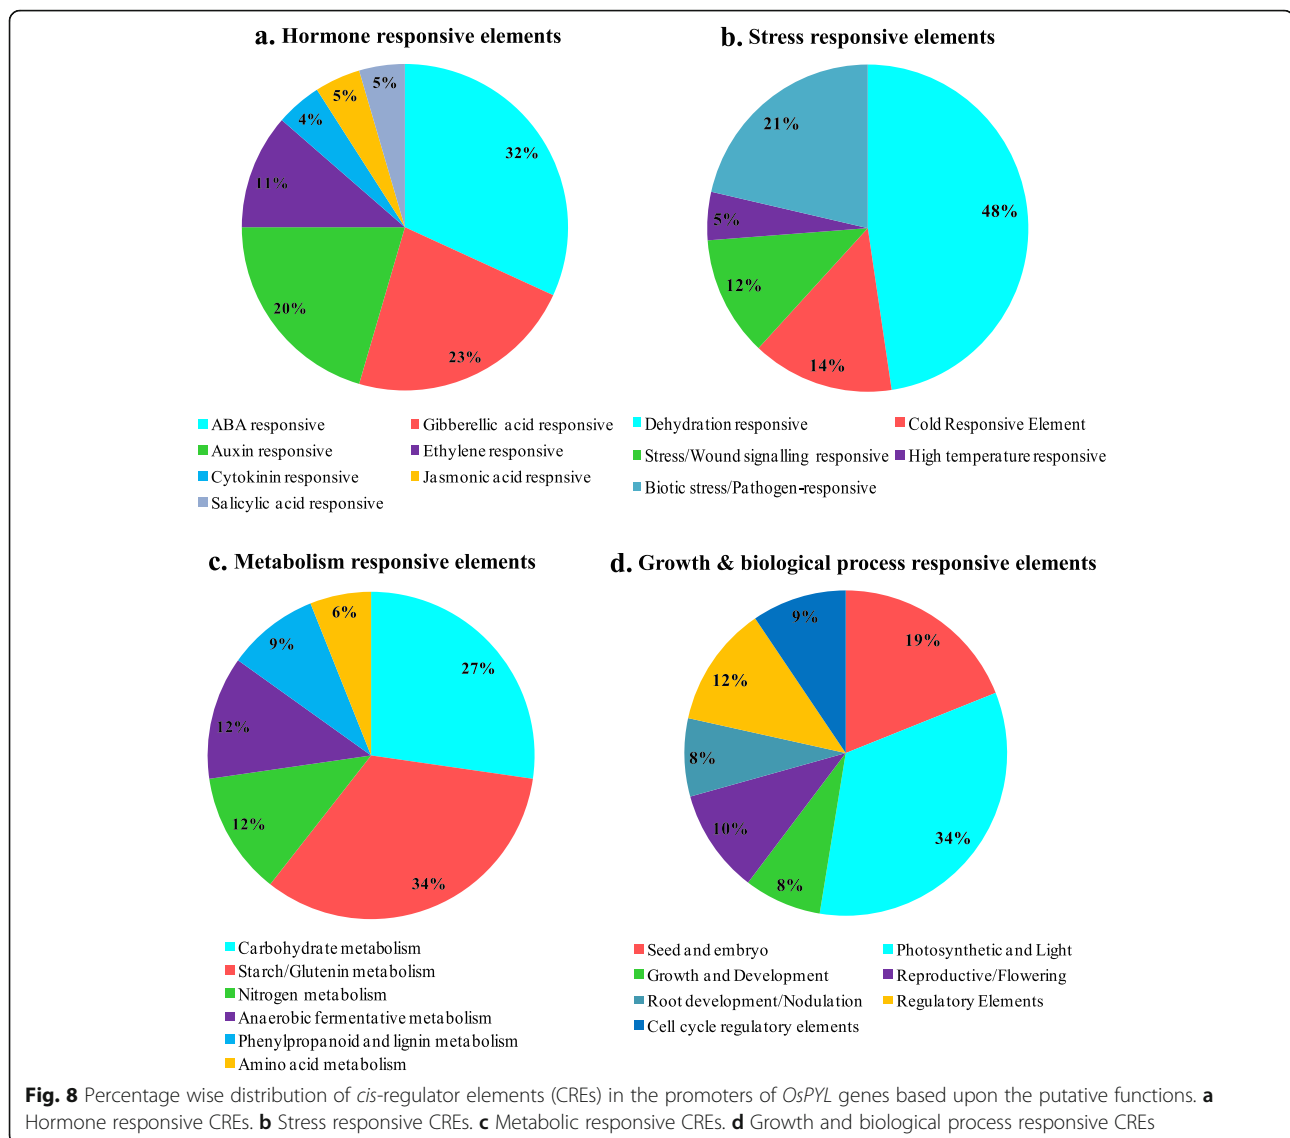 a. Hormone responsive elements
5%
5%
4%
32%
11%
20%
23%
ABA responsive
Gibberellic acid responsive
Auxin responsive
Ethylene responsive
Cytokinin responsive
Jasmonic acid respnsive
Salicylic acid responsive
b. Stress responsive elements
21%
48%
5%
12%
14%
Dehydration responsive
Cold Responsive Element
Stress/Wound signalling responsive
High temperature responsive
Biotic stress/Pathogen-responsive
c. Metabolism responsive elements
6%
9%
27%
12%
12%
34%
Carbohydrate metabolism
Starch/Glutenin metabolism
Nitrogen metabolism
Anaerobic fermentative metabolism
Phenylpropanoid and lignin metabolism
Amino acid metabolism
d. Growth & biological process responsive elements
9%
19%
12%
8%
10%
34%
8%
Seed and embryo
Photosynthetic and Light
Growth and Development
Reproductive/Flowering
Root development/Nodulation
Regulatory Elements
Cell cycle regulatory elements
Fig. 8 Percentage wise distribution of cis-regulator elements (CREs) in the promoters of OsPYL genes based upon the putative functions. a
Hormone responsive CREs. b Stress responsive CREs. c Metabolic responsive CREs. d Growth and biological process responsive CREs